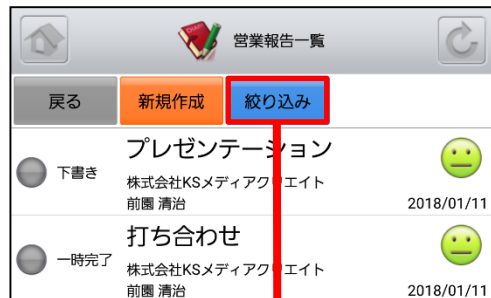 営業報告一覧
戻る 新規作成 絞り込み
プレゼンテーション
下書き
株式会社KSメディアクリエイト
前園 清治 2018/01/11
打ち合わせ
一時完了
株式会社KSメディアクリエイト
前園 清治 2018/01/11